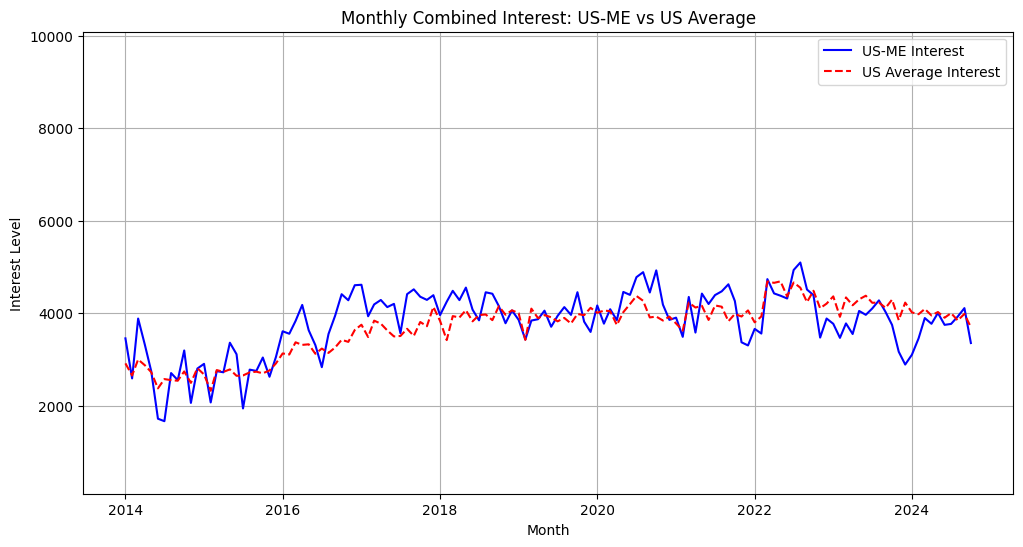 Monthly Combined Interest: US-ME vs US Average
10000
8000
6000
4000
2000
Interest Level
US-ME Interest
US Average Interest
2014
2016
2018
2020
2022
2024
Month